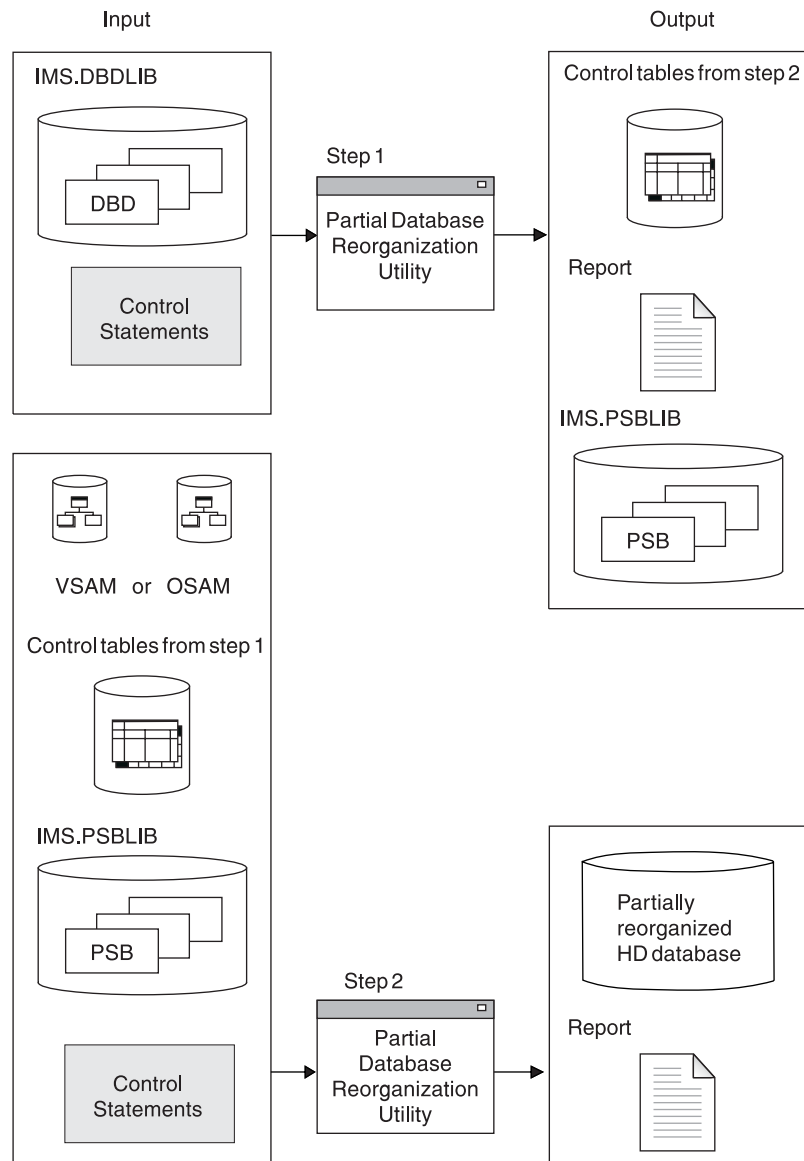 Input
Output
IMS.DBDLIB
DBD
Control
Statements
Step 1
Partial Database
Reorganization
Utility
Control tables from step 2
Report
IMS.PSBLIB
PSB
VSAM or OSAM
Control tables from step 1
IMS.PSBLIB
PSB
Control
Statements
Step 2
Partial
Database
Reorganization
Utility
Partially
reorganized
HD database
Report